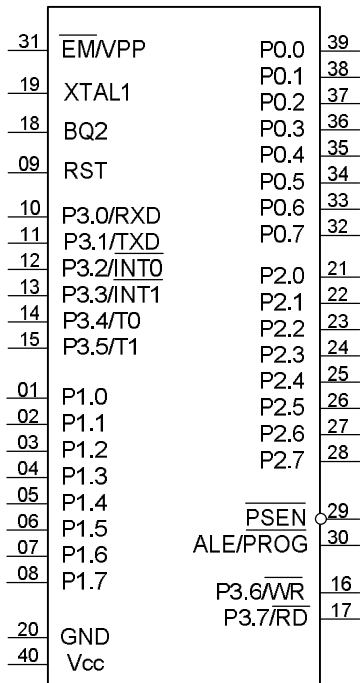 31 EM/VPP
19 XTAL1
18 BQ2
09 RST
10 P3.0/RXD
11 P3.1/TXD
12 P3.2/INT0
13 P3.3/INT1
14 P3.4/T0
15 P3.5/T1
01 P1.0
02 P1.1
03 P1.2
04 P1.3
05 P1.4
06 P1.5
07 P1.6
08 P1.7
20 GND
40 Vcc
P0.0 39
P0.1 38
P0.2 37
P0.3 36
P0.4 35
P0.5 34
P0.6 33
P0.7 32
P2.0 21
P2.1 22
P2.2 23
P2.3 24
P2.4 25
P2.5 26
P2.6 27
P2.7 28
PSEN 29
ALE/PROG 30
P3.6/WR 16
P3.7/RD 17